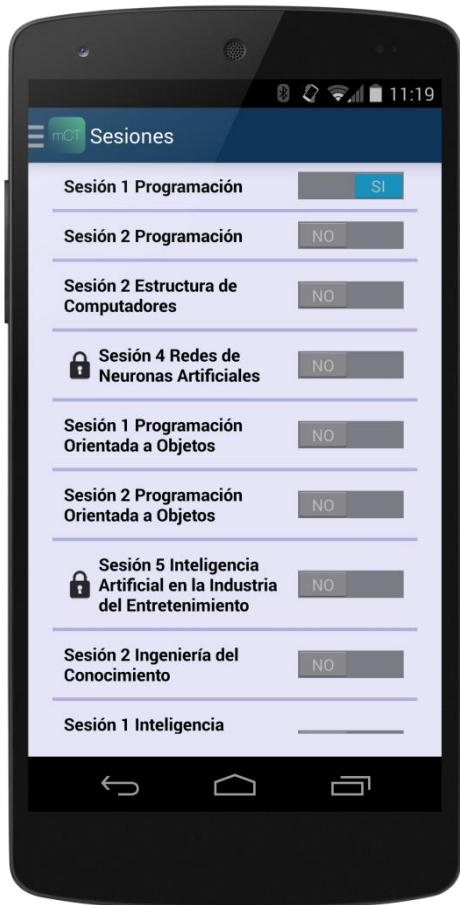 11:19
mCT Sesiones
Sesión 1 Programación
SI
Sesión 2 Programación
NO
Sesión 2 Estructura de
Computadores
NO
Sesión 4 Redes de
Neuronas Artificiales
NO
Sesión 1 Programación
Orientada a Objetos
NO
Sesión 2 Programación
Orientada a Objetos
NO
Sesión 5 Inteligencia
Artificial en la Industria
del Entretenimiento
NO
Sesión 2 Ingeniería del
Conocimiento
NO
Sesión 1 Inteligencia